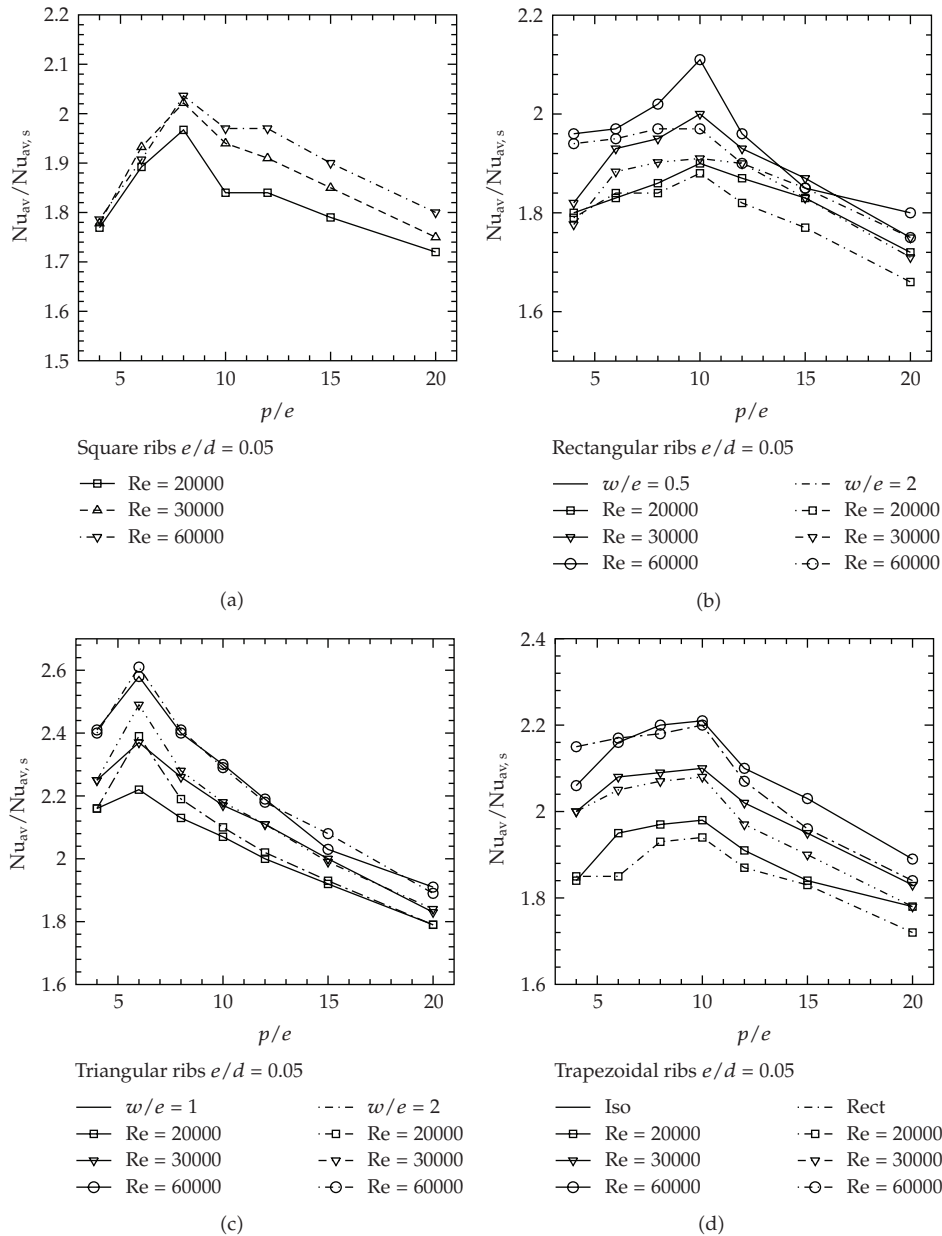 2.2
2.1
2
1.9
1.8
1.7
1.6
1.5
Nu_av/Nu_av, s
5 10 15 20
p/e
Square ribs e/d = 0.05
Re = 20000
Re = 30000
Re = 60000
(a)
2.2
2
1.8
1.6
Nu_av/Nu_av, s
5 10 15 20
p/e
Rectangular ribs e/d = 0.05
w/e = 0.5 w/e = 2
Re = 20000 Re = 20000
Re = 30000 Re = 30000
Re = 60000 Re = 60000
(b)
2.6
2.4
2.2
2
1.8
1.6
Nu_av/Nu_av, s
5 10 15 20
p/e
Triangular ribs e/d = 0.05
w/e = 1 w/e = 2
Re = 20000 Re = 20000
Re = 30000 Re = 30000
Re = 60000 Re = 60000
(c)
2.4
2.2
2
1.8
1.6
Nu_av/Nu_av, s
5 10 15 20
p/e
Trapezoidal ribs e/d = 0.05
Iso Rect
Re = 20000 Re = 20000
Re = 30000 Re = 30000
Re = 60000 Re = 60000
(d)